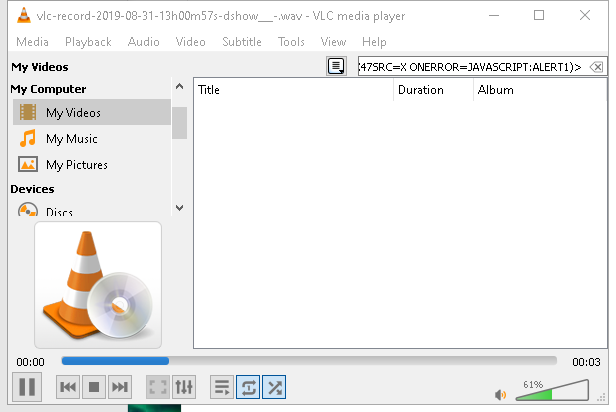 vlc-record-2019-08-31-13h00m57s-dshow___-.wav - VLC media player
Media Playback Audio Video Subtitle Tools View Help
My Videos
(47SRC=X ONERROR=JAVASCRIPT:ALERT1)>
My Computer
Title Duration Album
My Videos
My Music
My Pictures
Devices
Discs
00:00 00:03
61%